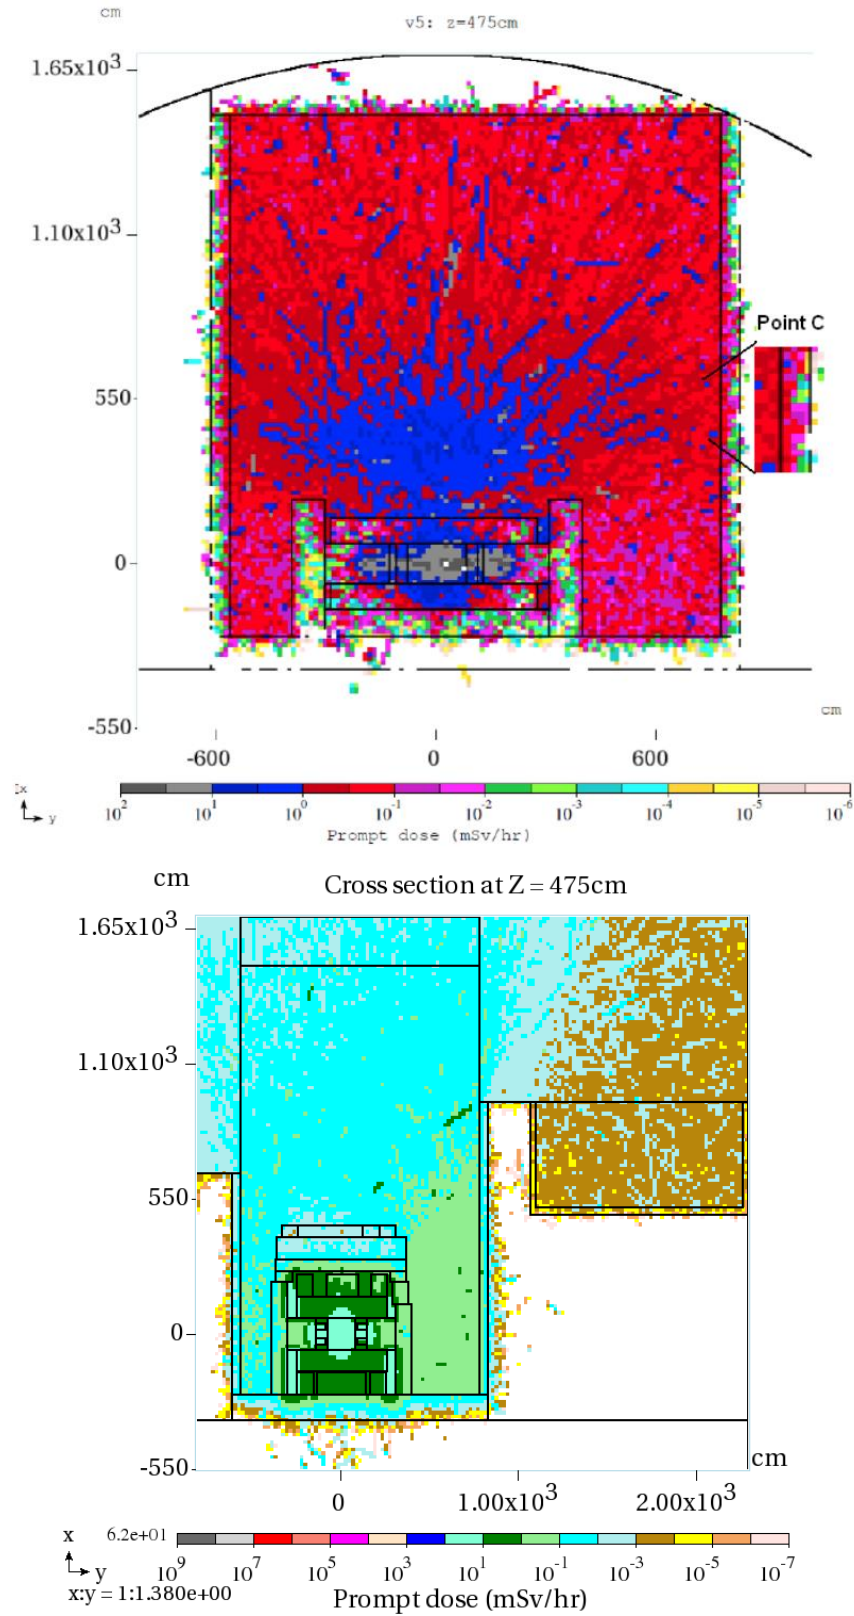 cm
v5: z=475cm
1.65x10³
1.10x10³
Point C
550
0
cm
-550
-600 0 600
x
y
10² 10¹ 10⁰ 10⁻¹ 10⁻² 10⁻³ 10⁻⁴ 10⁻⁵ 10⁻⁶
Prompt dose (mSv/hr)
cm
Cross section at Z = 475cm
1.65x10³
1.10x10³
550
0
-550
cm
0 1.00x10³ 2.00x10³
x
6.2e+01
y
10⁹ 10⁷ 10⁵ 10³ 10¹ 10⁻¹ 10⁻³ 10⁻⁵ 10⁻⁷
x:y = 1:1.380e+00
Prompt dose (mSv/hr)